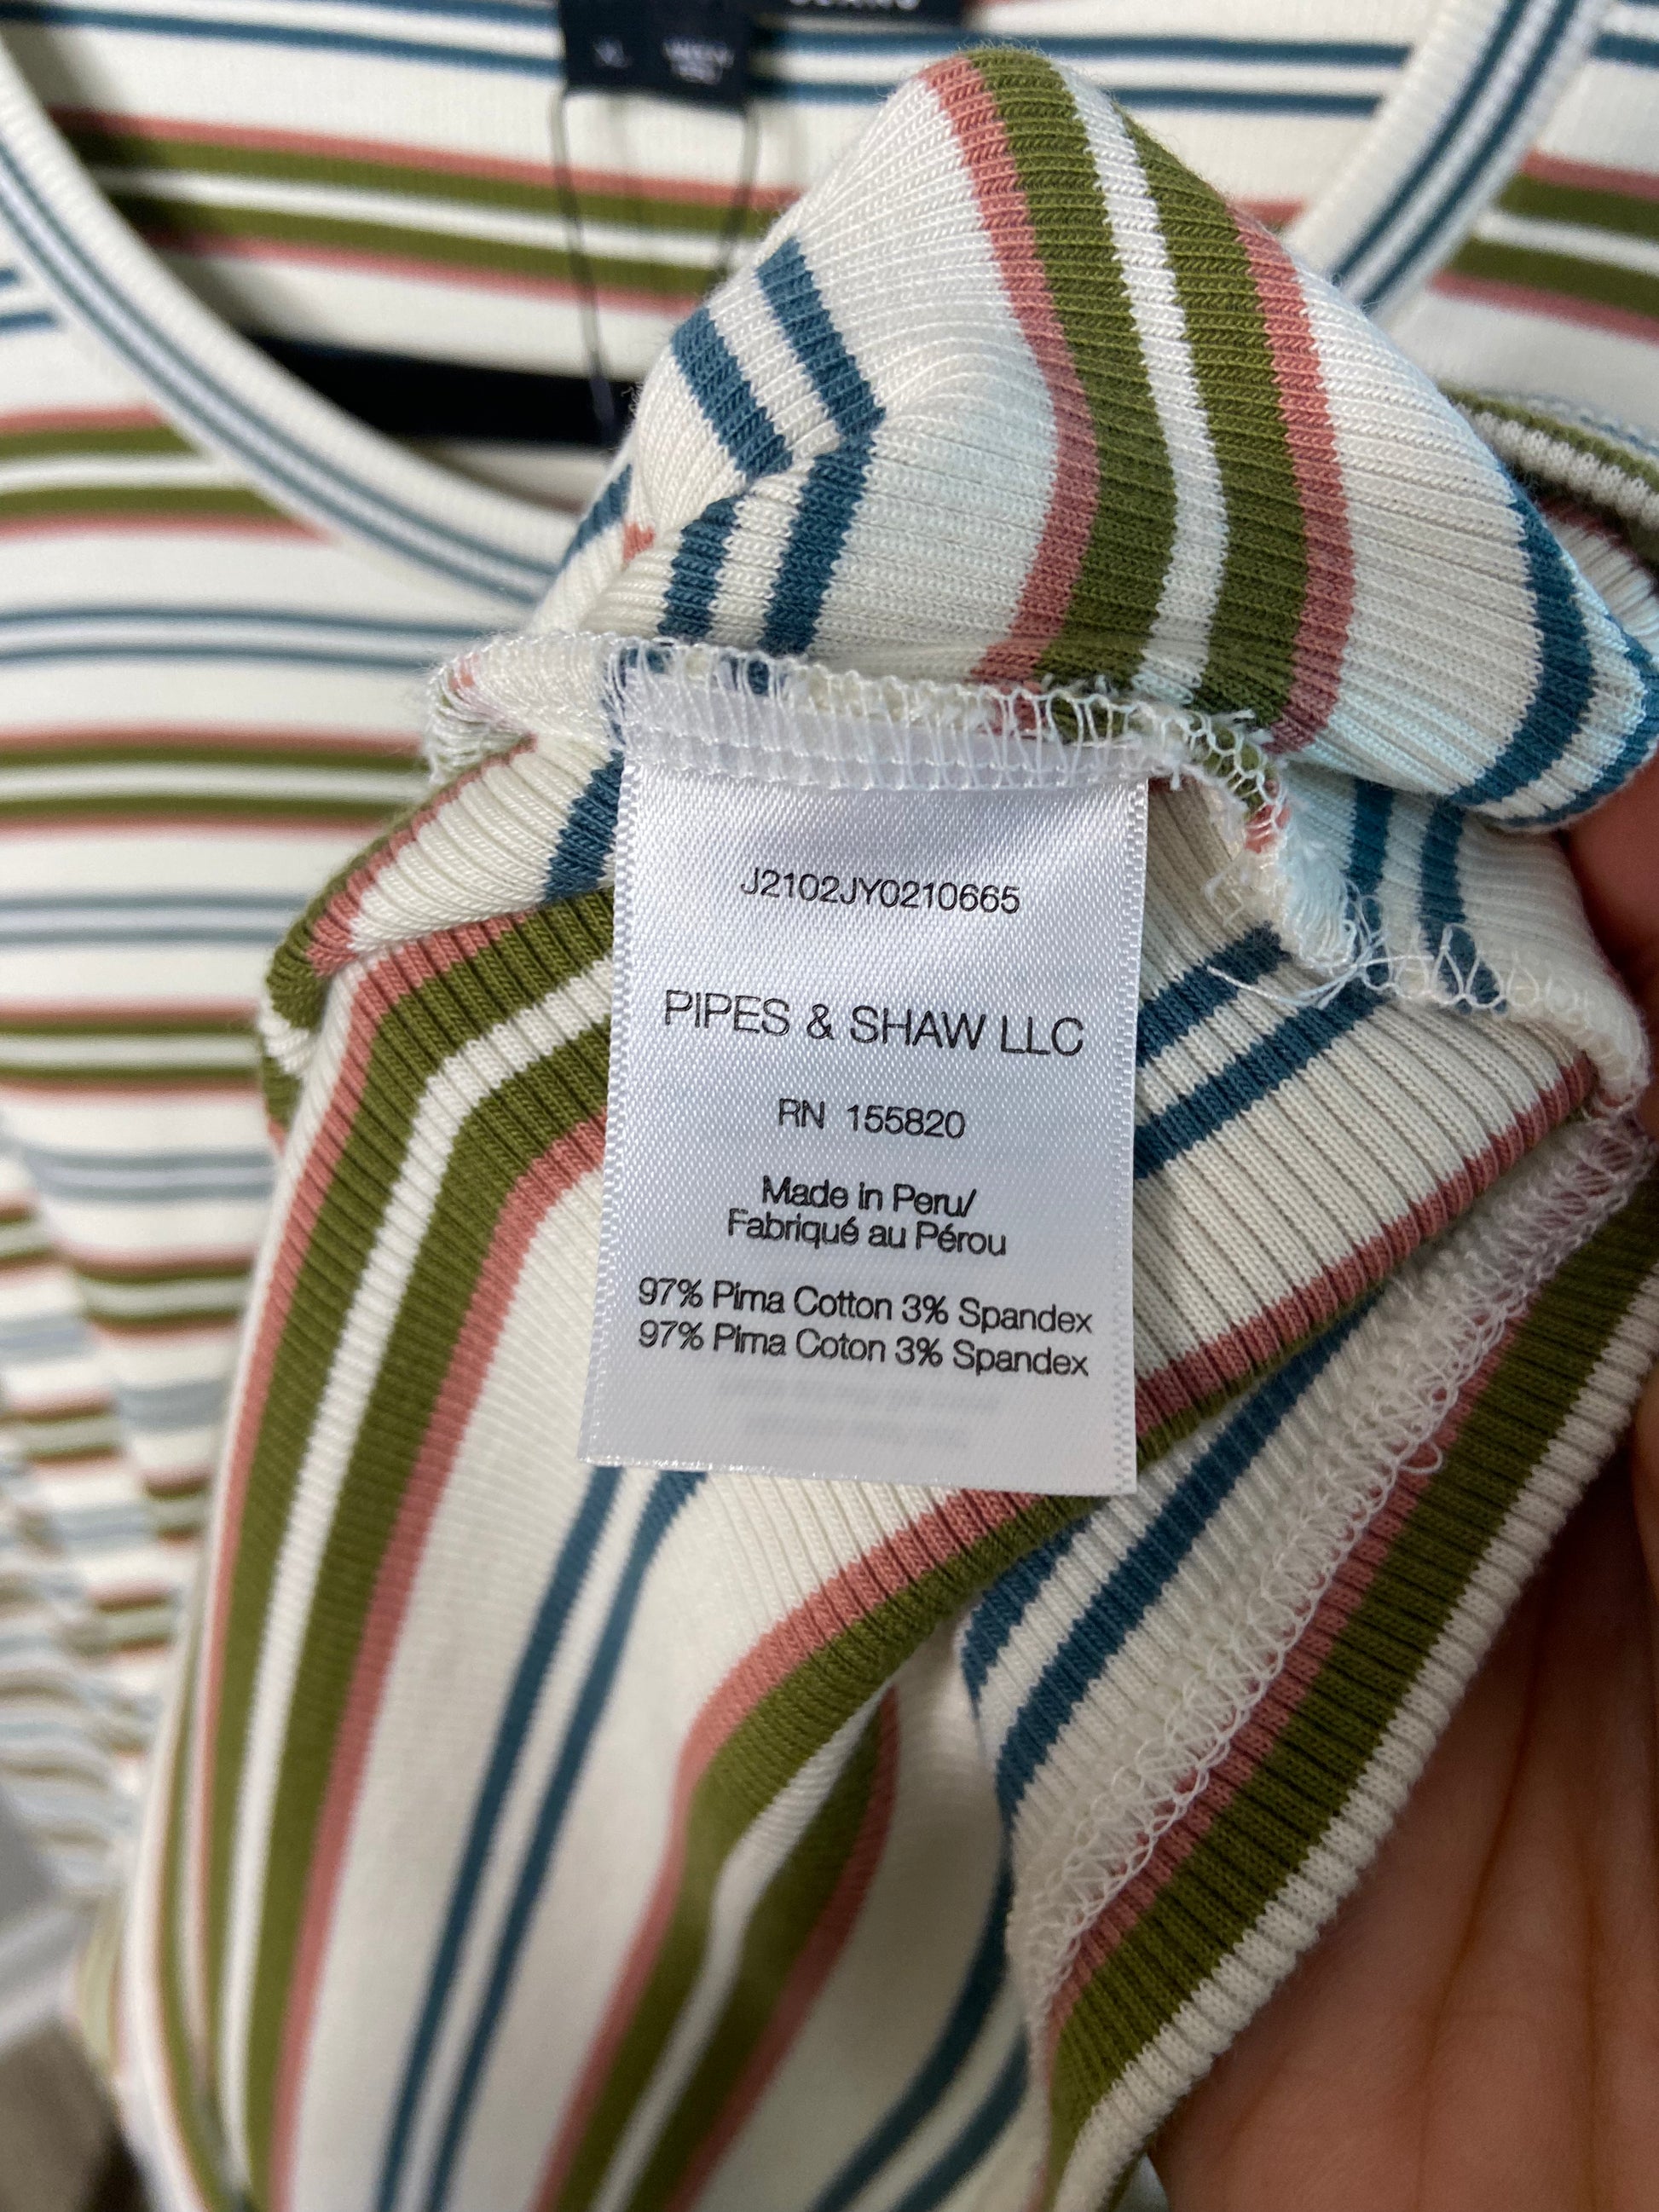 XL
J2102JY0210665
PIPES & SHAW LLC
RN 155820
Made in Peru/
Fabriqué au Pérou
97% Pima Cotton 3% Spandex
97% Pima Coton 3% Spandex